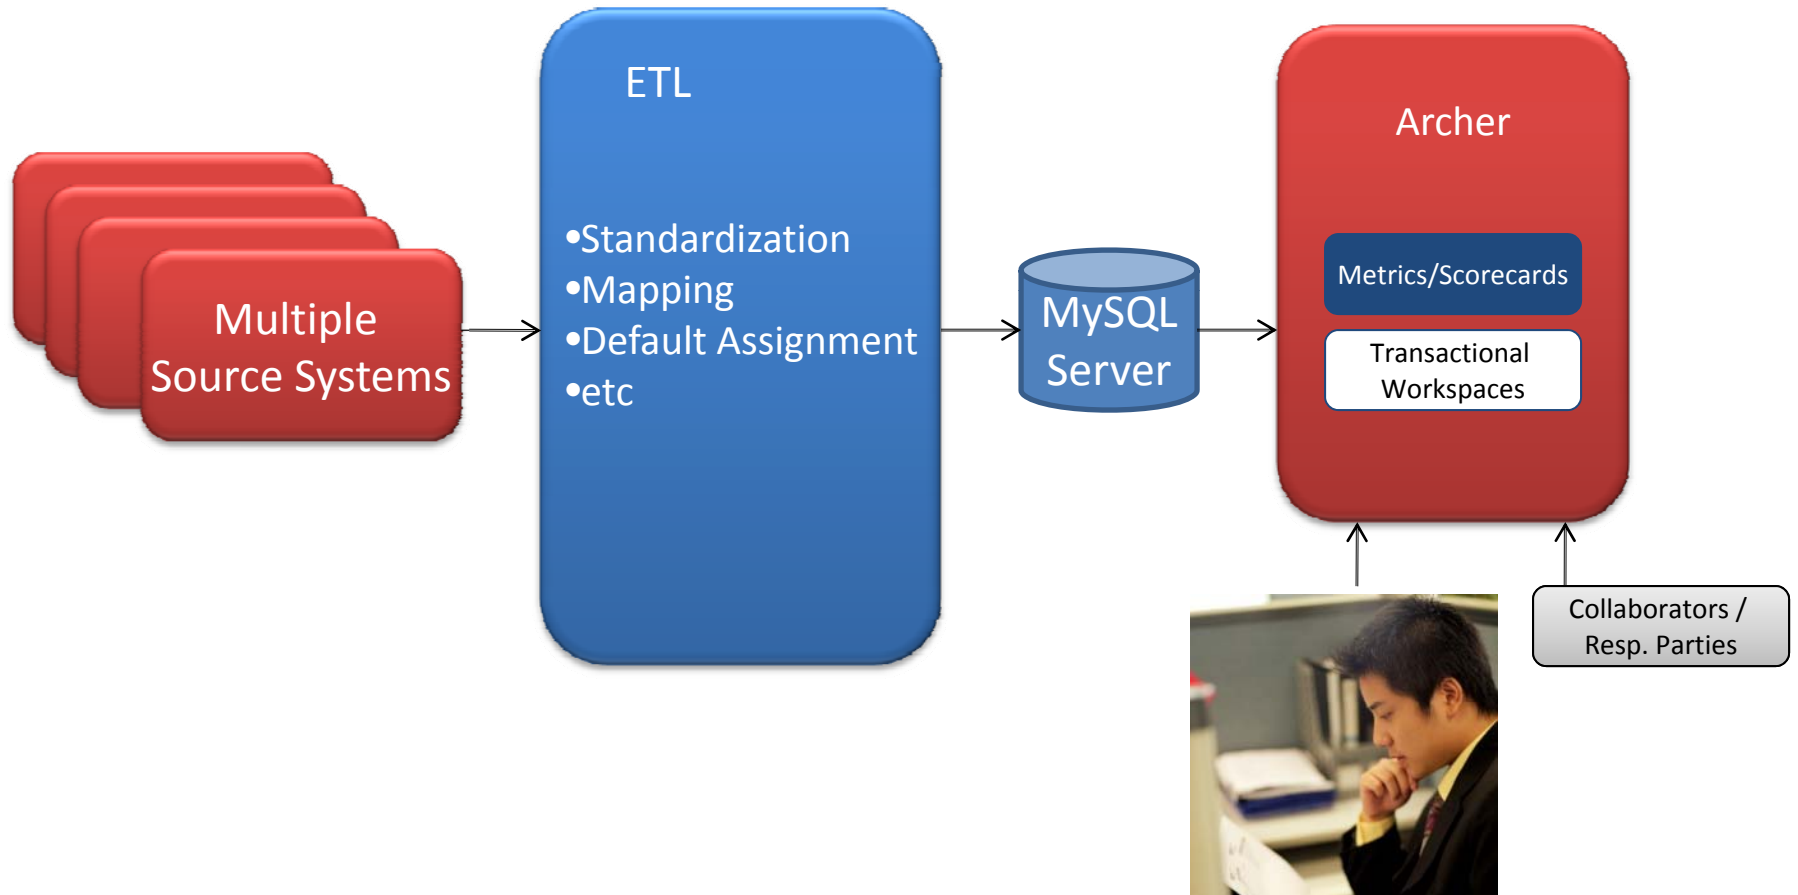 Multiple
Source Systems
ETL
•Standardization
•Mapping
•Default Assignment
•etc
MySQL
Server
Archer
Metrics/Scorecards
Transactional
Workspaces
Collaborators /
Resp. Parties